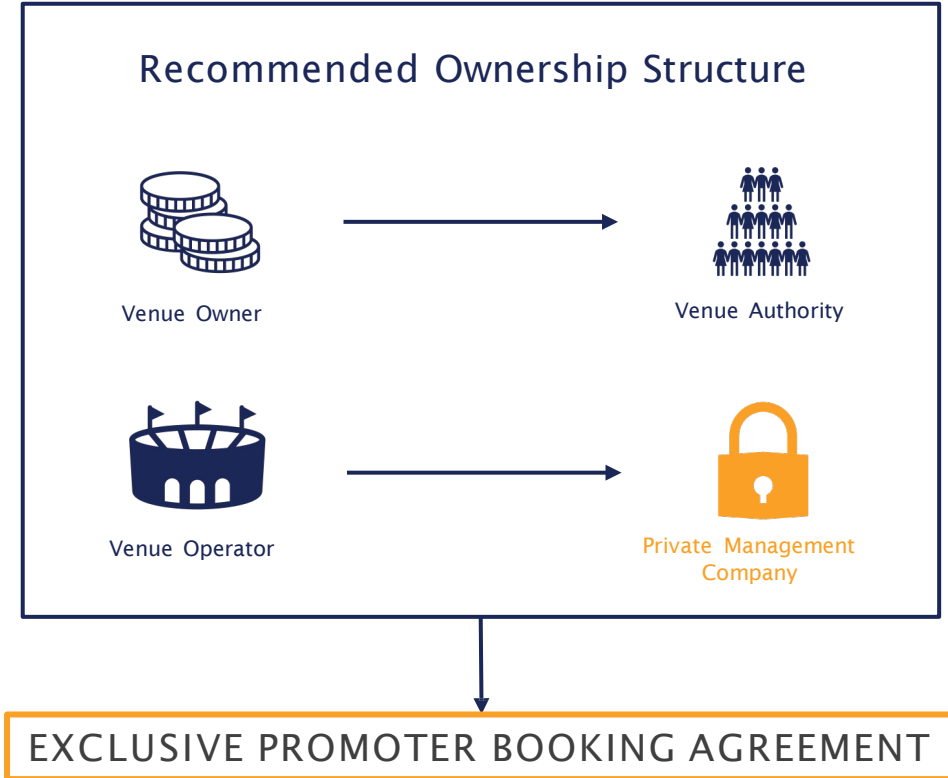 Recommended Ownership Structure
Venue Owner
Venue Authority
Venue Operator
Private Management
Company
EXCLUSIVE PROMOTER BOOKING AGREEMENT